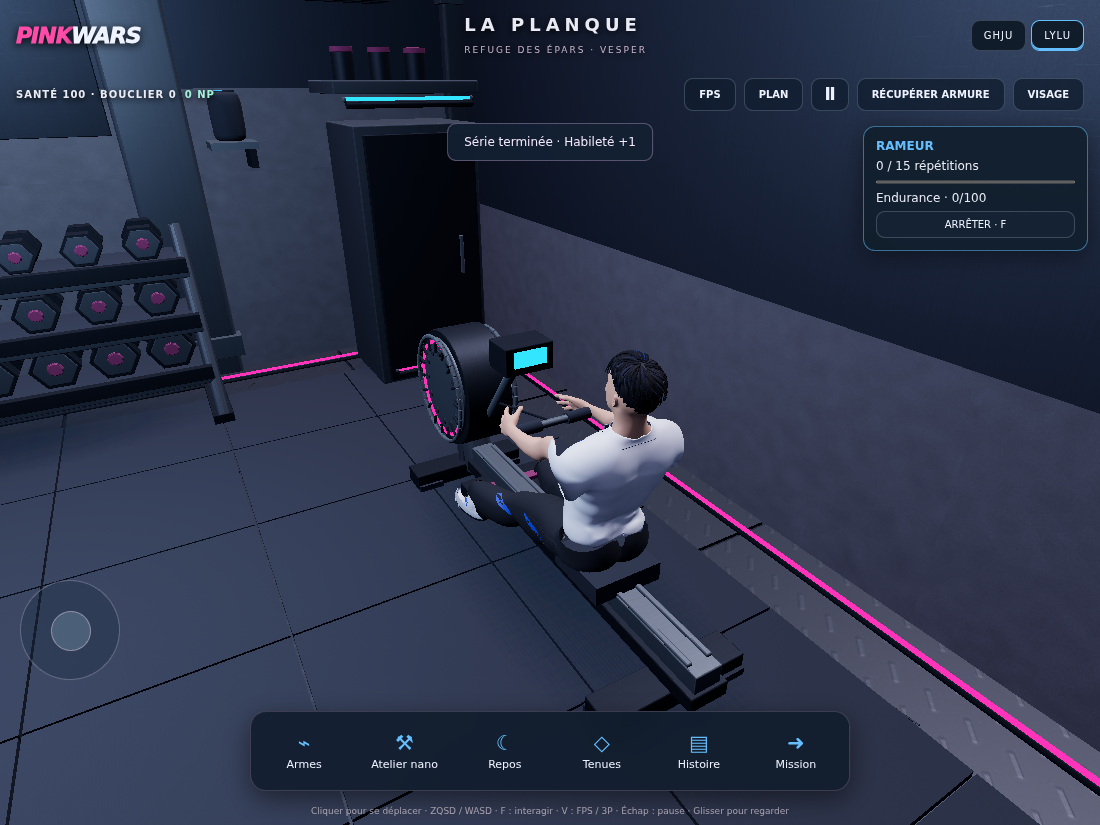 PINKWARS
LA PLANQUE
REFUGE DES ÉPARS · VESPER
GHJU
LYLU
SANTÉ 100 · BOUCLIER 0 0 NP
FPS
PLAN
RÉCUPÉRER ARMURE
VISAGE
Série terminée · Habileté +1
RAMEUR
0 / 15 répétitions
Endurance · 0/100
ARRÊTER · F
Armes
Atelier nano
Repos
Tenues
Histoire
Mission
Cliquer pour se déplacer · ZQSD / WASD · F : interagir · V : FPS / 3P · Échap : pause · Glisser pour regarder